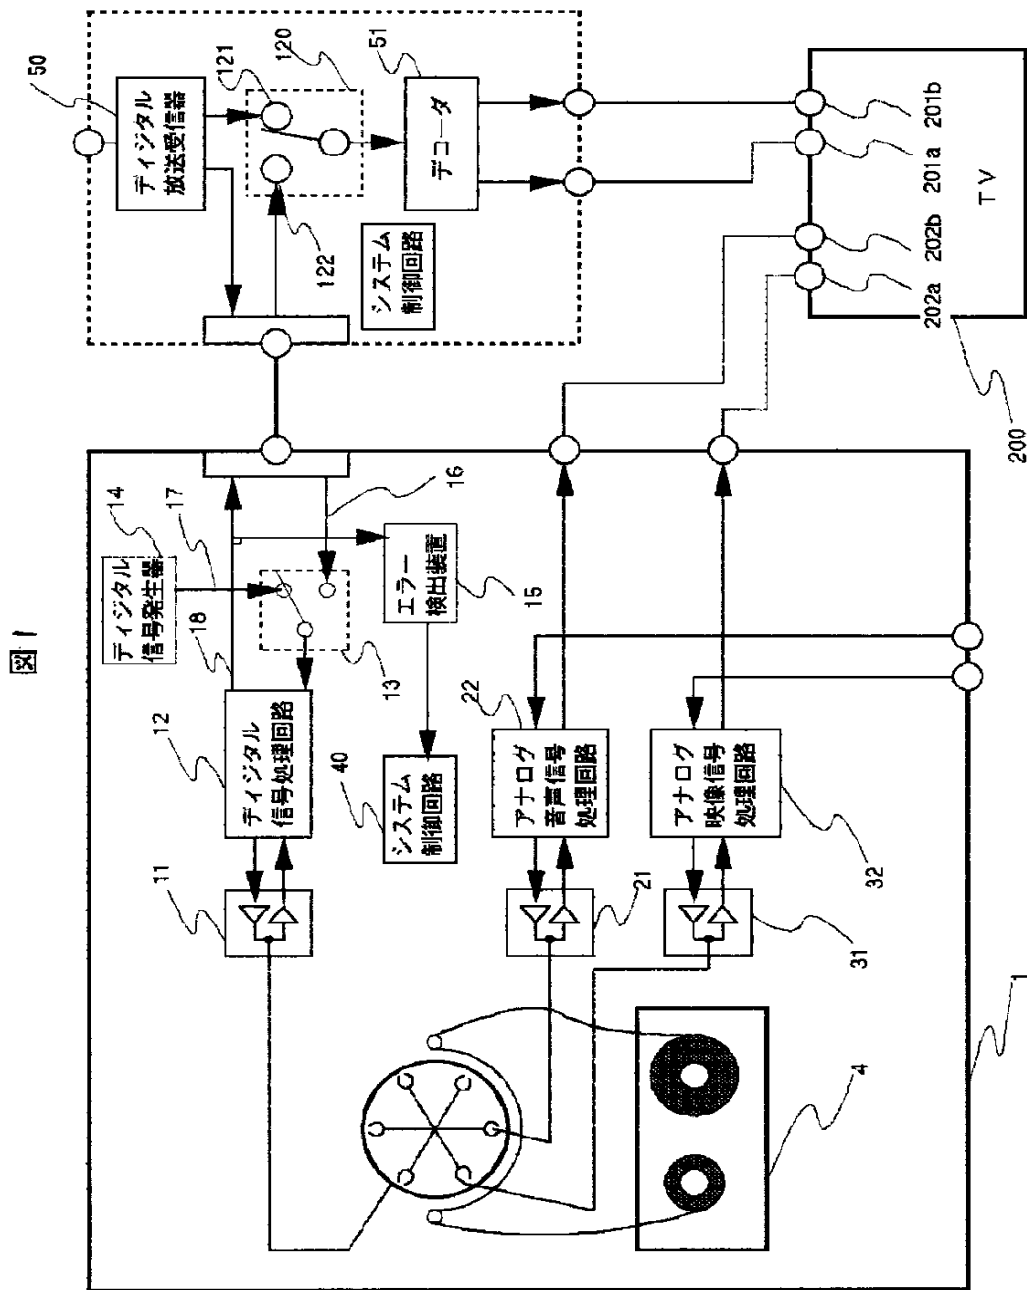 図1
50
ディジタル
放送受信器
121
120
51
デコーダ
122
システム
制御回路
201b
201a
202b
202a
TV
200
14
ディジタル
信号発生器
17
18
16
13
エラー
検出装置
15
12
ディジタル
信号処理回路
40
システム
制御回路
11
22
アナログ
音声信号
処理回路
21
アナログ
映像信号
処理回路
32
31
4
1